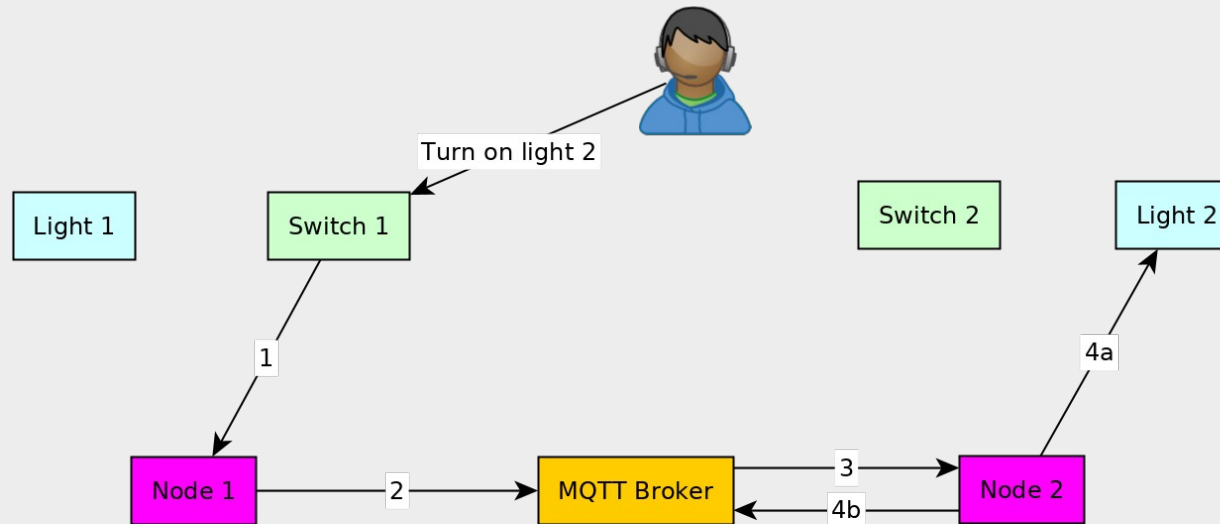 Turn on light 2
Light 1
Switch 1
Switch 2
Light 2
1
4a
Node 1
2
MQTT Broker
3
4b
Node 2